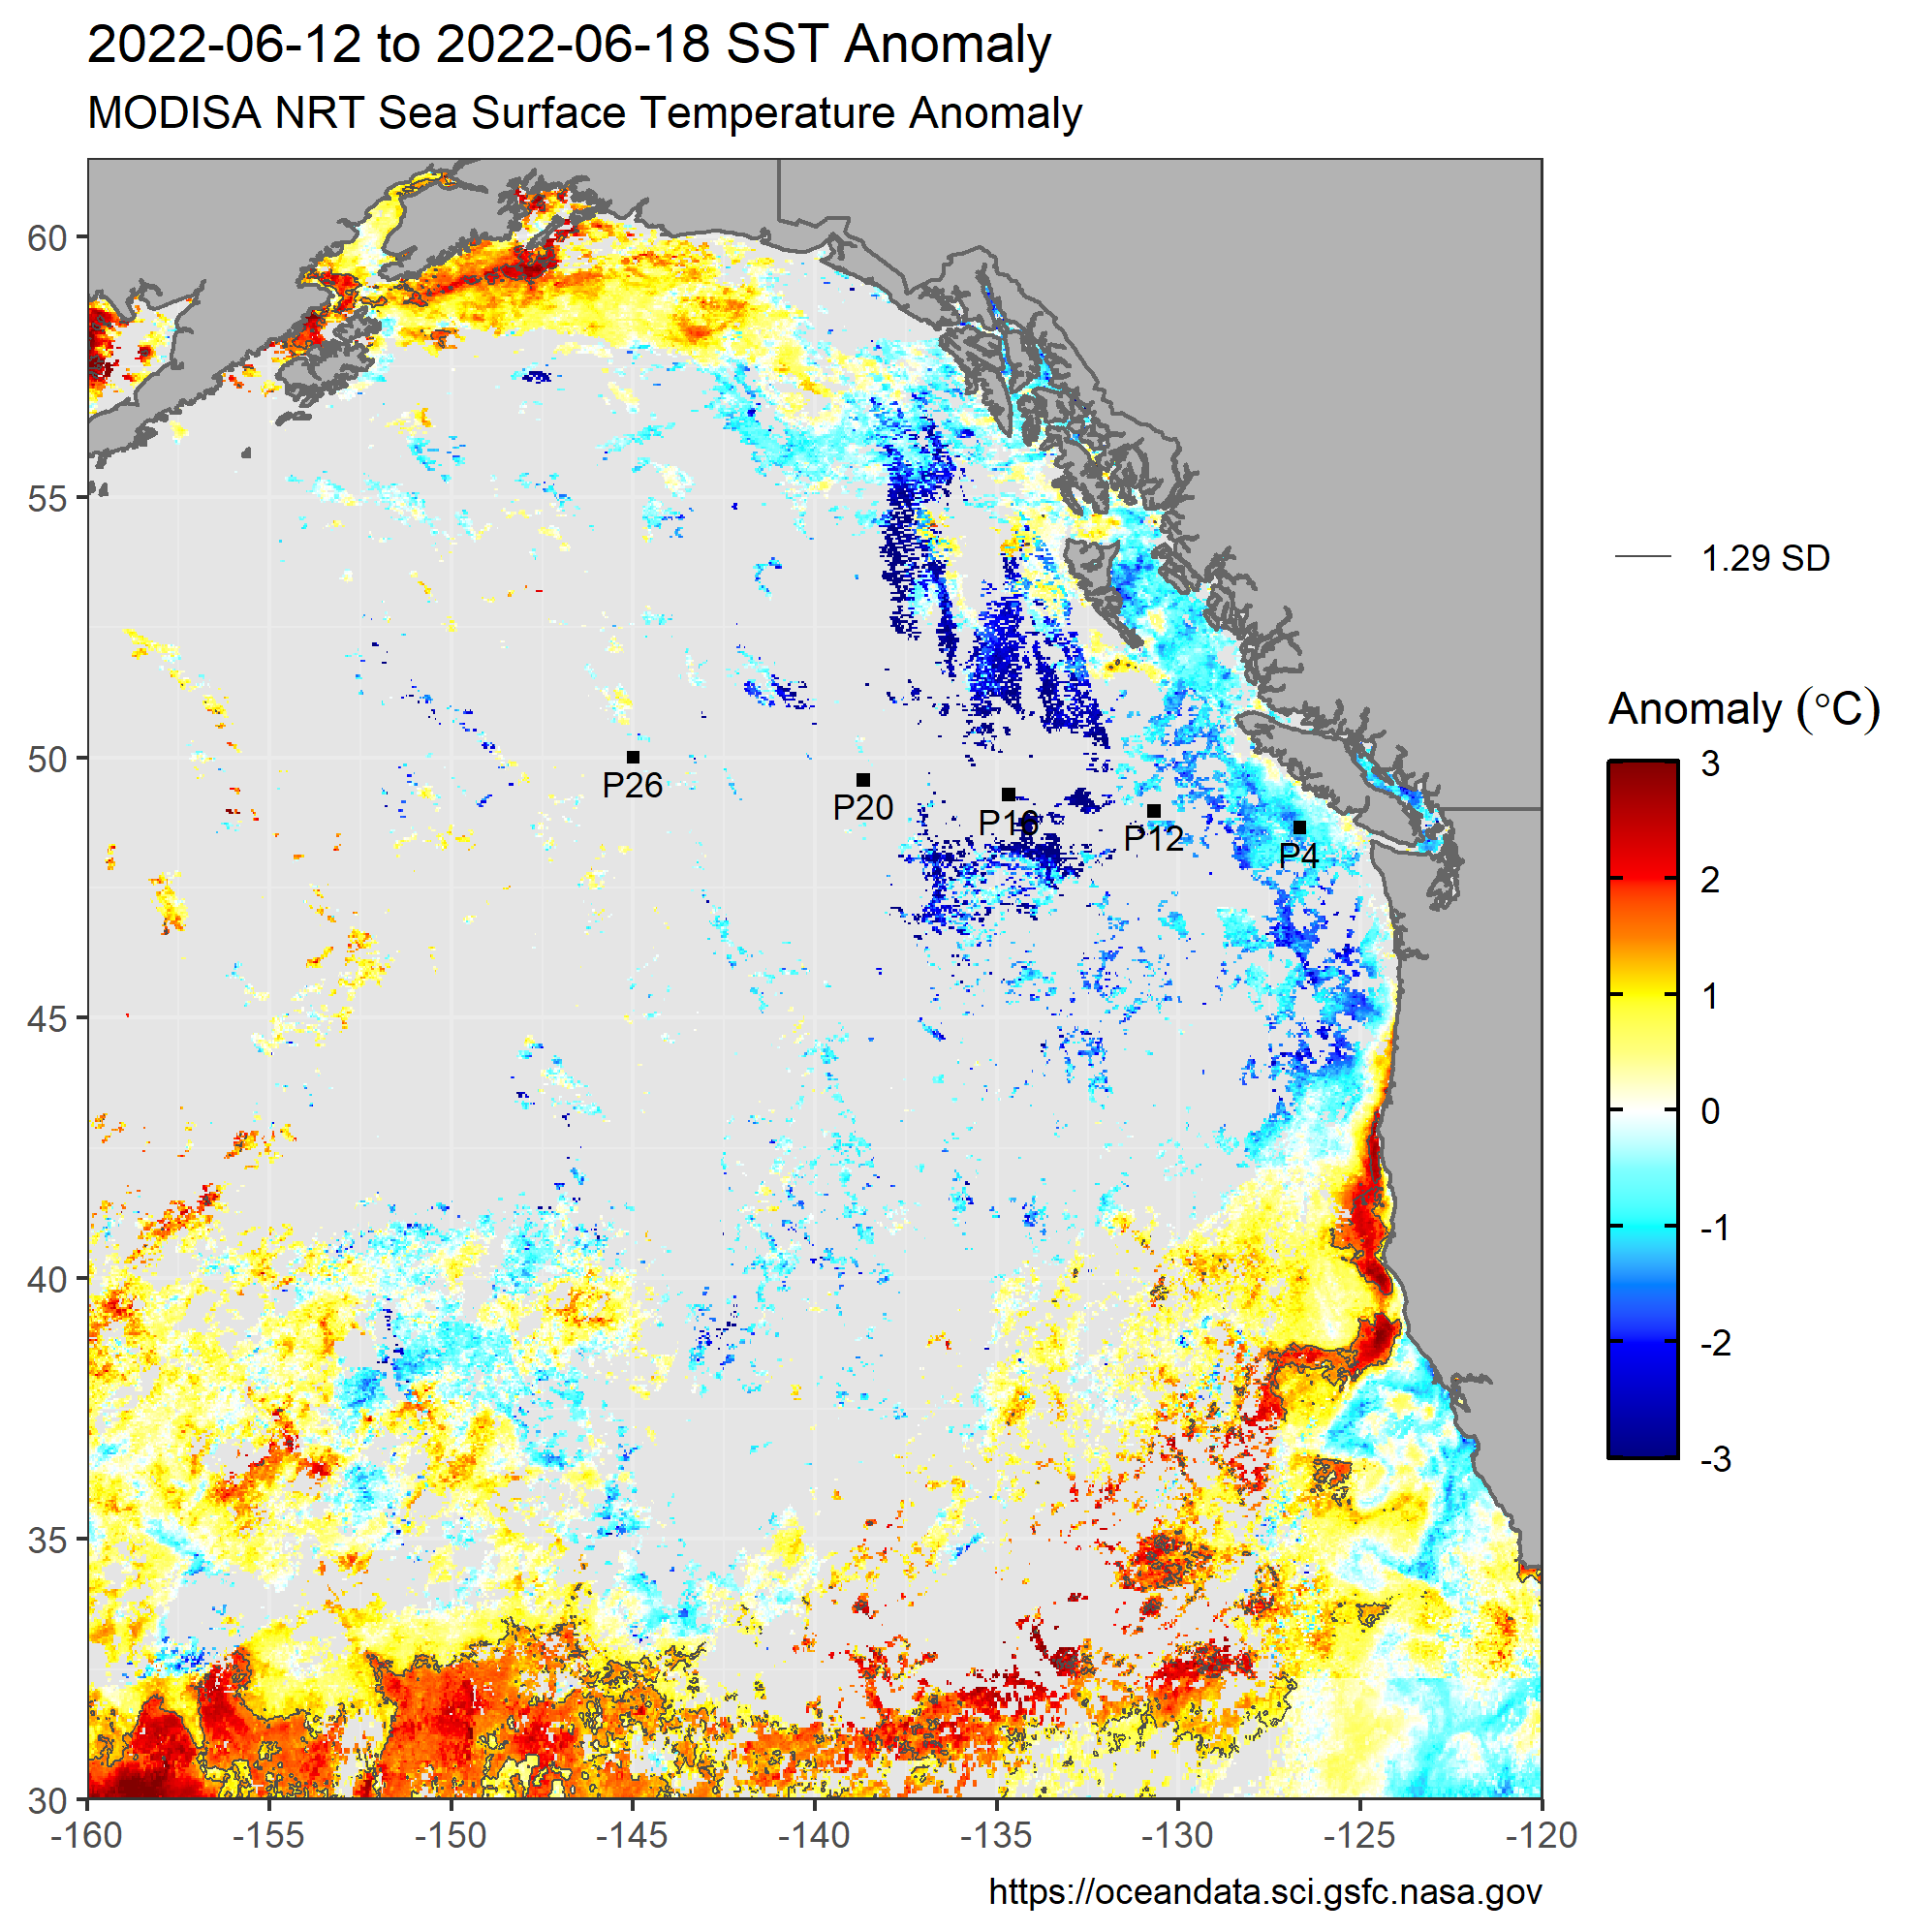 2022-06-12 to 2022-06-18 SST Anomaly
MODISA NRT Sea Surface Temperature Anomaly
60
55
50
45
40
35
30
-160
-155
-150
-145
-140
-135
-130
-125
-120
P26
P20
P16
P12
P4
1.29 SD
Anomaly (°C)
3
2
1
0
-1
-2
-3
https://oceandata.sci.gsfc.nasa.gov